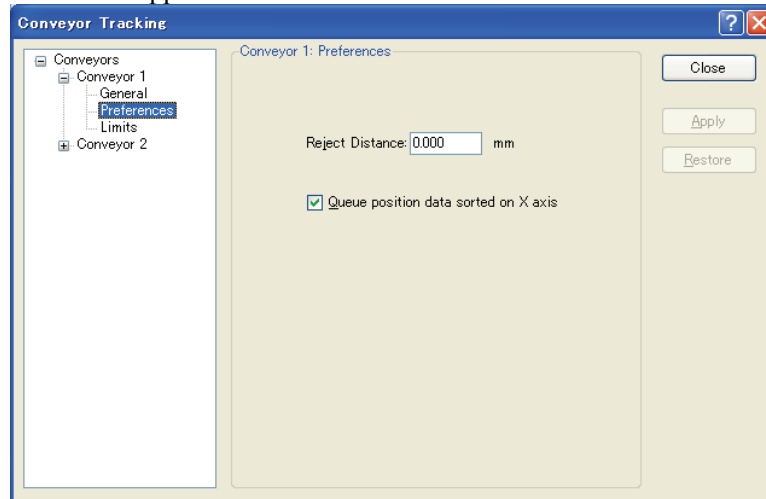 Conveyor Tracking
Conveyors
Conveyor 1
General
Preferences
Limits
Conveyor 2
Conveyor 1: Preferences
Reject Distance: 0.000 mm
Queue position data sorted on X axis
Close
Apply
Restore